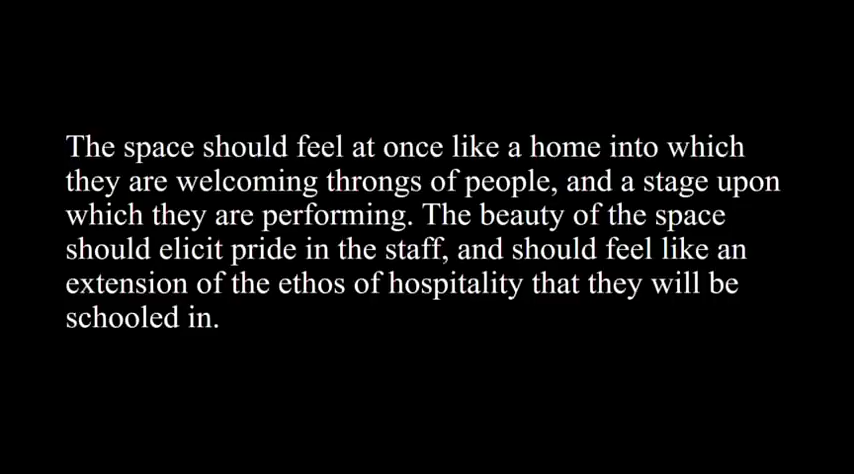 The space should feel at once like a home into which
they are welcoming throngs of people, and a stage upon
which they are performing. The beauty of the space
should elicit pride in the staff, and should feel like an
extension of the ethos of hospitality that they will be
schooled in.